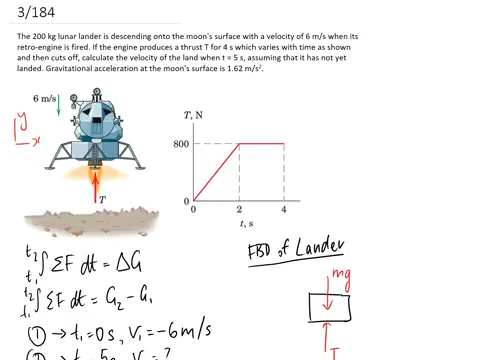 3/184
The 200 kg lunar lander is descending onto the moon's surface with a velocity of 6 m/s when its
retro-engine is fired. If the engine produces a thrust T for 4 s which varies with time as shown
and then cuts off, calculate the velocity of the land when t = 5 s, assuming that it has not yet
landed. Gravitational acceleration at the moon's surface is 1.62 m/s².
6 m/s
y
x
T
T, N
800
0
0 2 4
t, s
t₂
∫ ΣF dt = ΔG
t₁
t₂
∫ ΣF dt = G₂ − G₁
t₁
① → t₁ = 0 s, v₁ = −6 m/s
FBD of Lander
mg
T